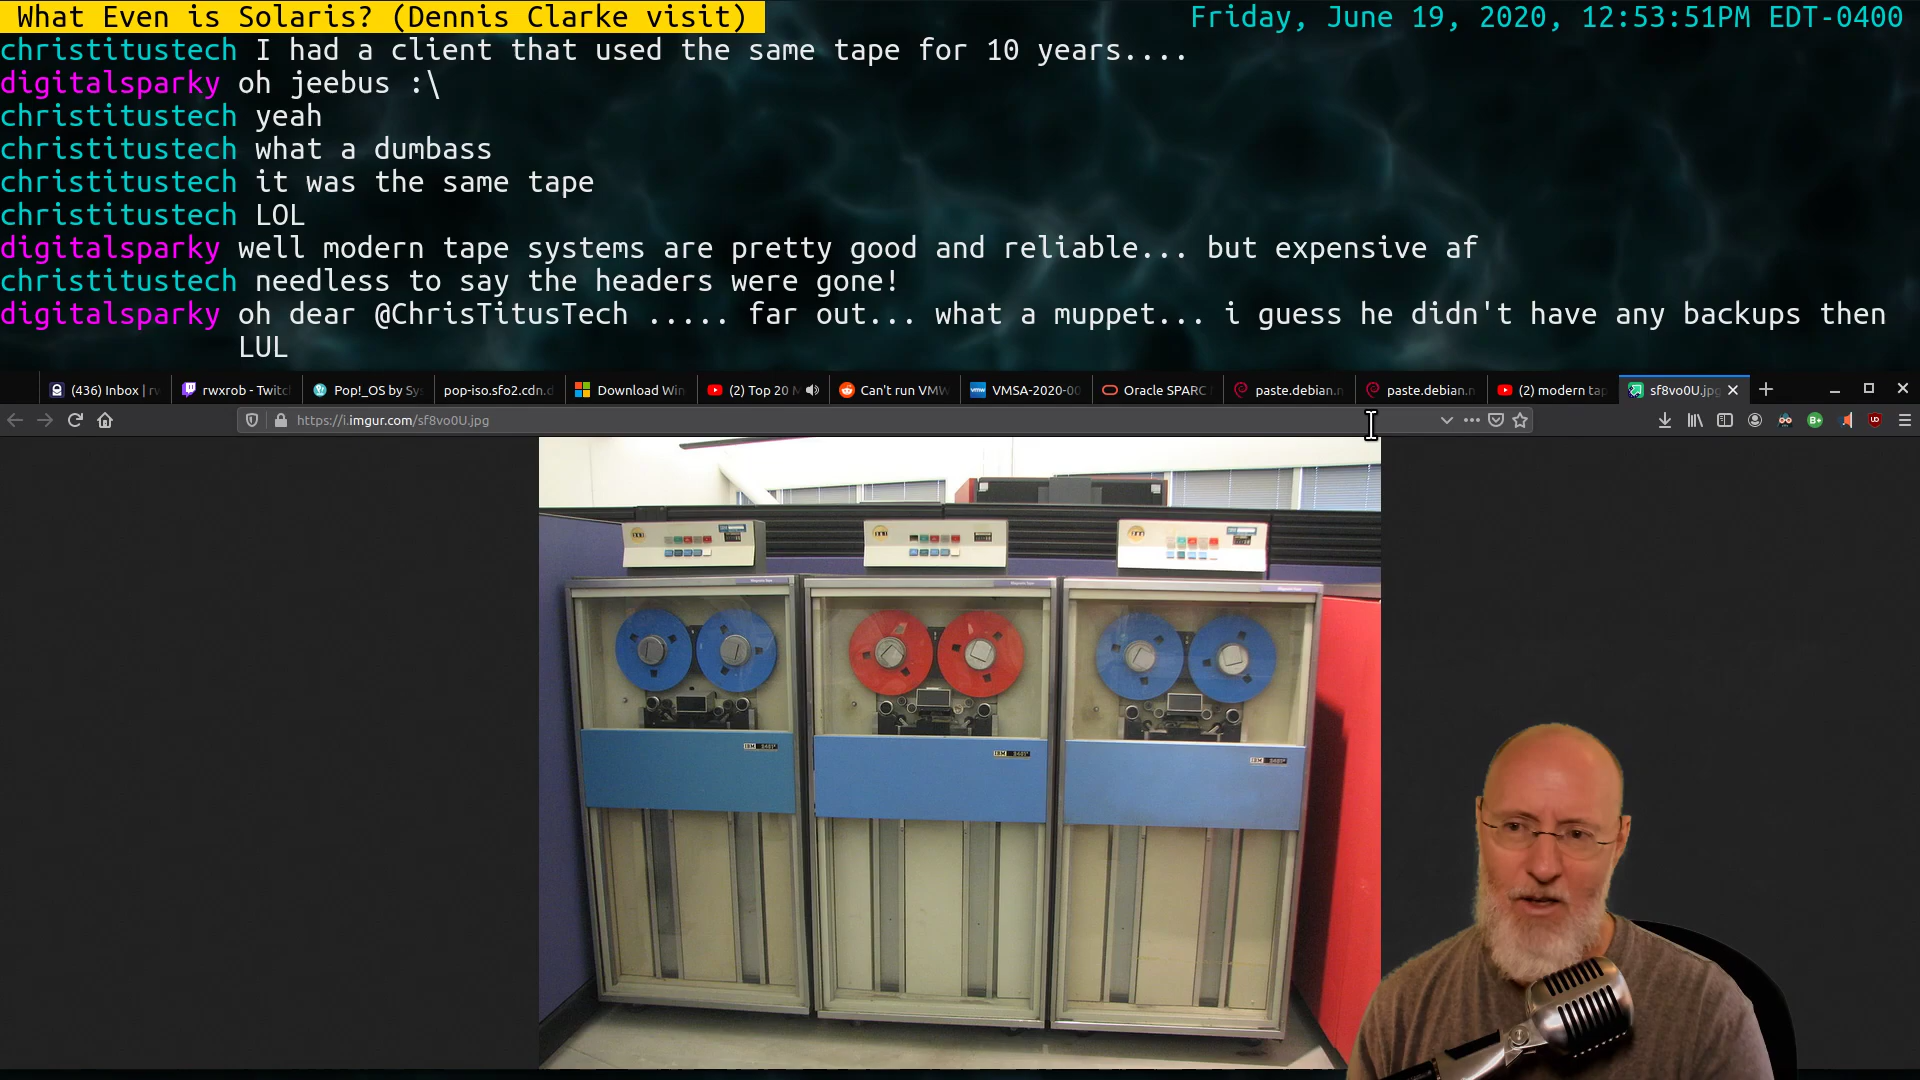 What Even is Solaris? (Dennis Clarke visit)
Friday, June 19, 2020, 12:53:51PM EDT-0400
christitustech I had a client that used the same tape for 10 years....
digitalsparky oh jeebus :\
christitustech yeah
christitustech what a dumbass
christitustech it was the same tape
christitustech LOL
digitalsparky well modern tape systems are pretty good and reliable... but expensive af
christitustech needless to say the headers were gone!
digitalsparky oh dear @ChrisTitusTech ..... far out... what a muppet... i guess he didn't have any backups then
LUL
(436) Inbox | rw
rwxrob - Twitc
Pop!_OS by Sy
pop-iso.sfo2.cdn.d
Download Win
(2) Top 20 M
Can't run VMW
vmw VMSA-2020-00
Oracle SPARC
paste.debian.n
paste.debian.n
(2) modern tap
sf8vo0U.jpg
https://i.imgur.com/sf8vo0U.jpg
IBM
IBM
IBM